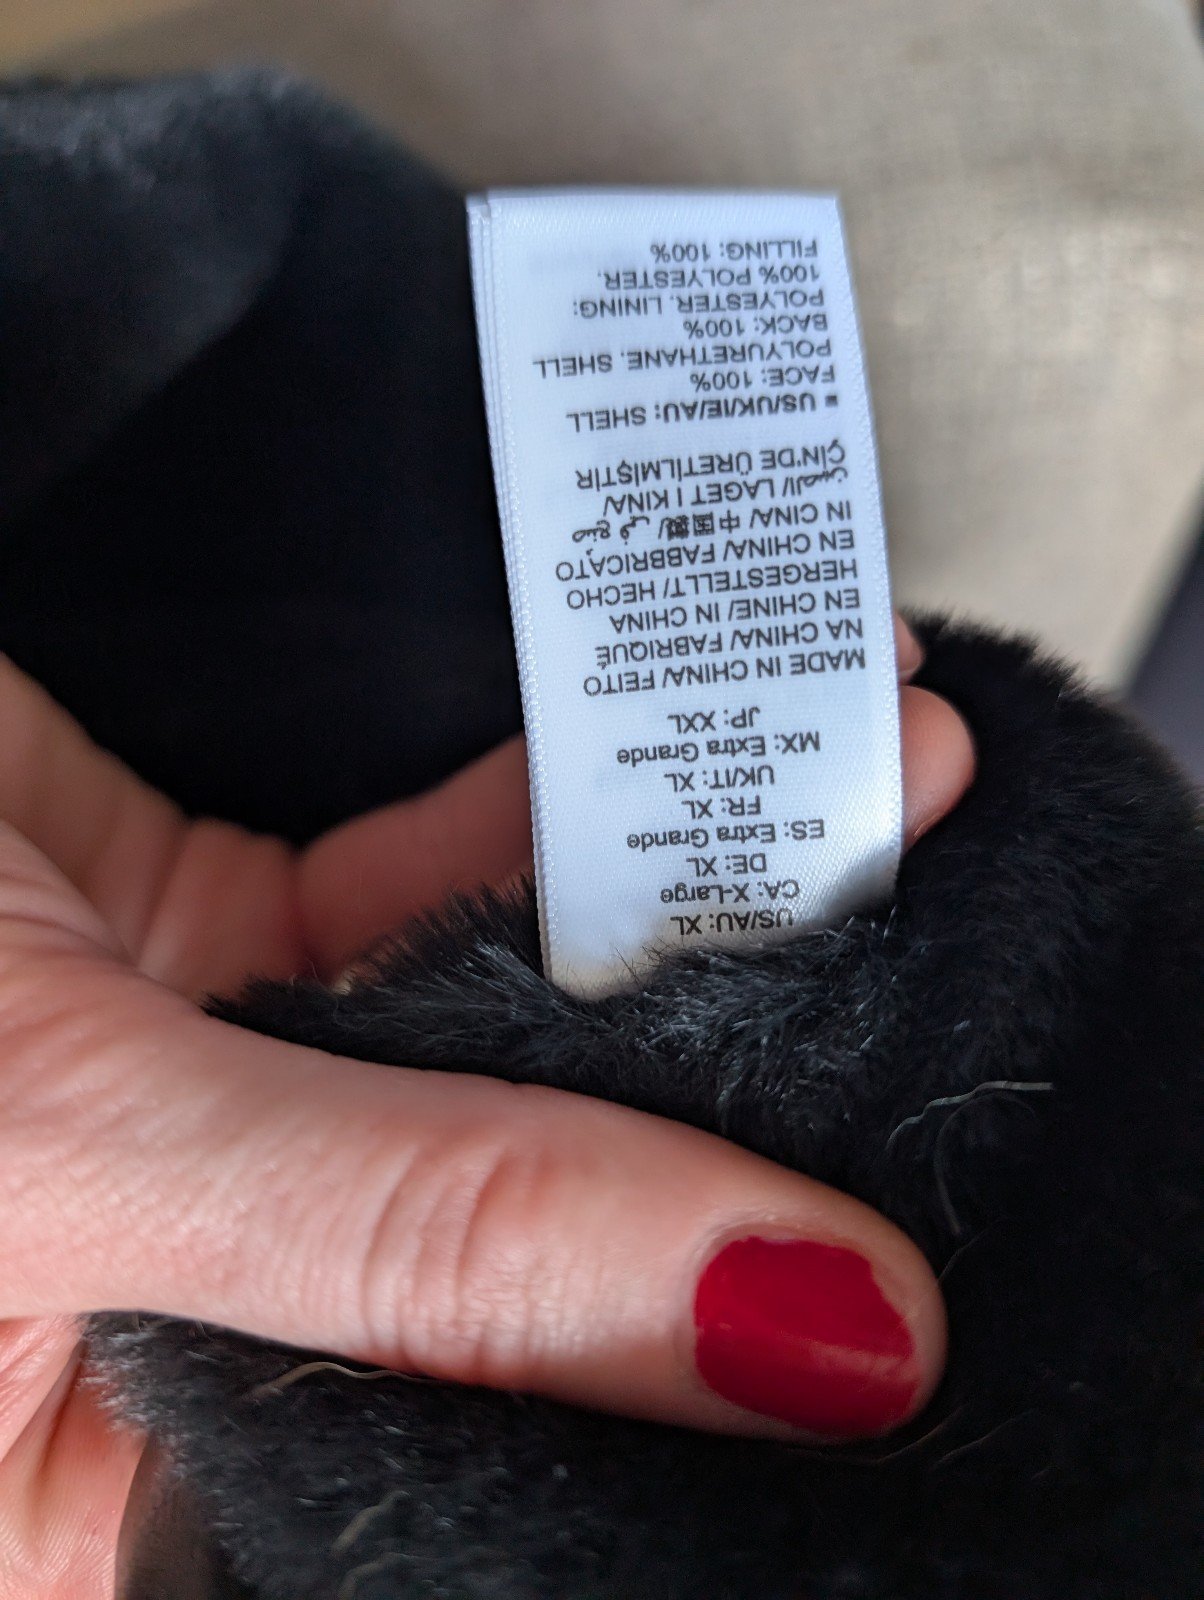 US/AU: XL
CA: X-Large
DE: XL
ES: Extra Grande
FR: XL
UK/IT: XL
MX: Extra Grande
JP: XXL
MADE IN CHINA/ FEITO
NA CHINA/ FABRIQUÉ
EN CHINE/ IN CHINA
HERGESTELLT/ HECHO
EN CHINA/ FABBRICATO
IN CINA/ 中国製/ صنع في
الصين/ LAGET I KINA/
ÇİN'DE ÜRETİLMİŞTİR
■ US/UK/IE/AU: SHELL
FACE: 100%
POLYURETHANE. SHELL
BACK: 100%
POLYESTER. LINING:
100% POLYESTER.
FILLING: 100%